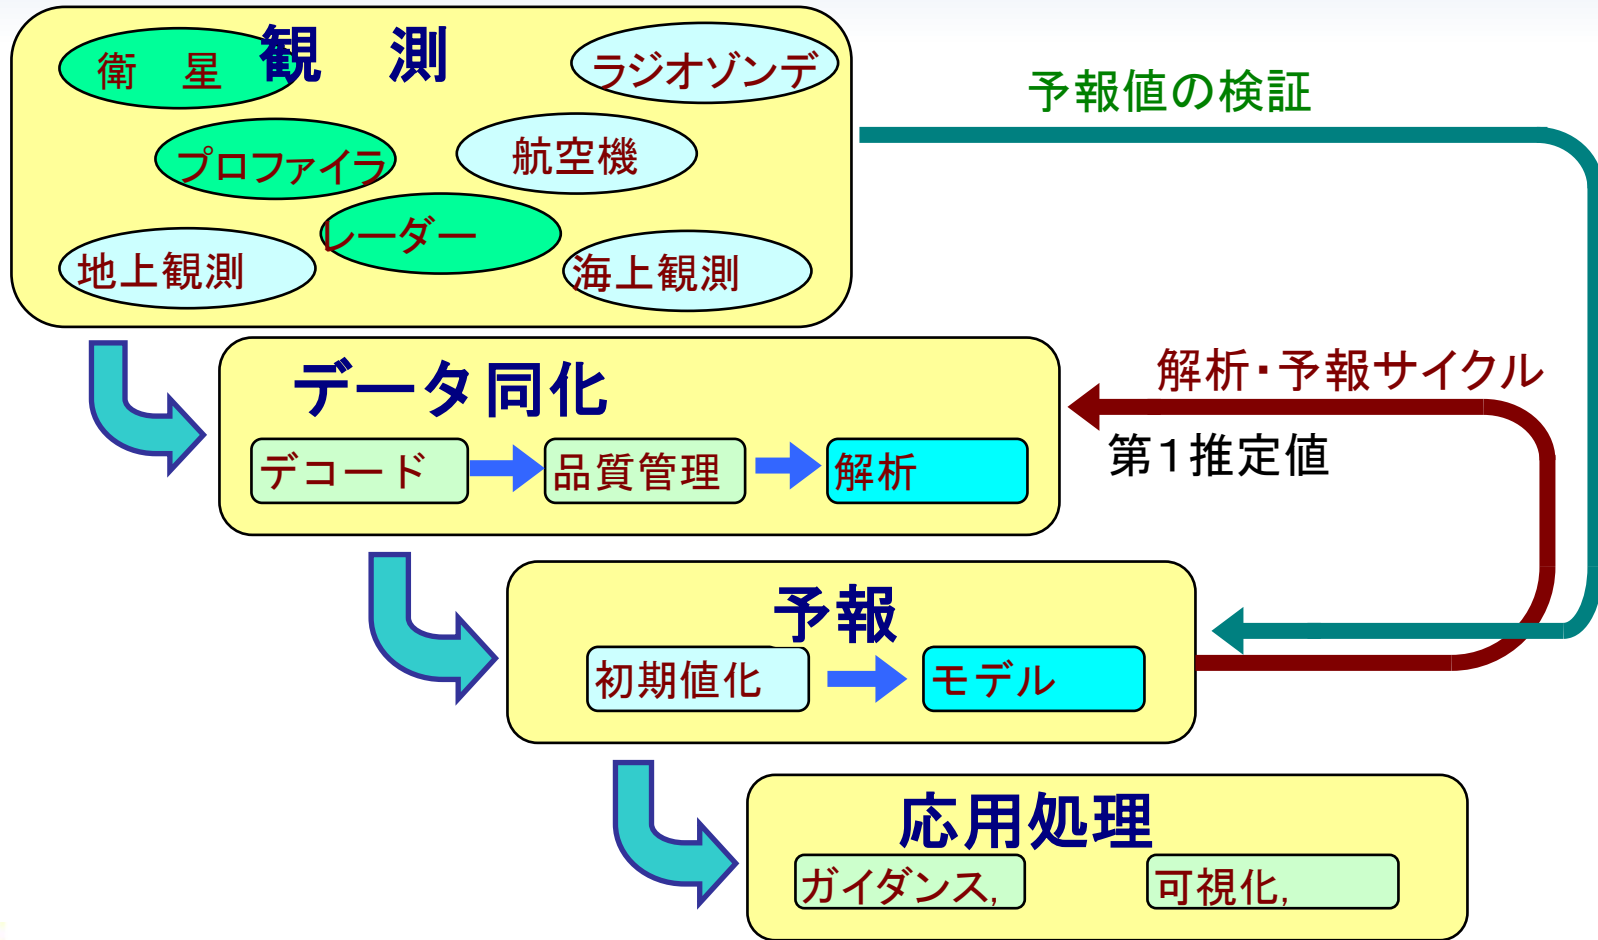 観　測
衛　星
ラジオゾンデ
プロファイラ
航空機
レーダー
地上観測
海上観測
予報値の検証
データ同化
デコード
品質管理
解析
解析・予報サイクル
第１推定値
予報
初期値化
モデル
応用処理
ガイダンス,
可視化,